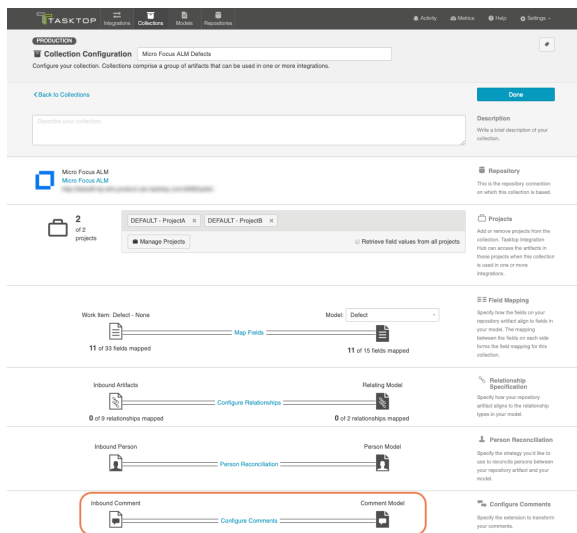 TASKTOP
Integrations
Collections
Models
Repositories
Activity
Metrics
Help
Settings
PRODUCTION
Collection Configuration
Micro Focus ALM Defects
Configure your collection. Collections comprise a group of artifacts that can be used in one or more integrations.
Back to Collections
Done
Describe your collection
Description
Write a brief description of your
collection.
Micro Focus ALM
Micro Focus ALM
Repository
This is the repository connection
on which this collection is based.
2
of 2
projects
DEFAULT - ProjectA ×
DEFAULT - ProjectB ×
Manage Projects
Retrieve field values from all projects
Projects
Add or remove projects from the
collection. Tasktop Integration
Hub can access the artifacts in
these projects when this collection
is used in one or more
integrations.
Work Item: Defect - None
Model: Defect
Map Fields
11 of 33 fields mapped
11 of 15 fields mapped
Field Mapping
Specify how the fields on your
repository artifact align to fields in
your model. The mapping
between the fields on each side
forms the field mapping for this
collection.
Inbound Artifacts
Relating Model
Configure Relationships
0 of 9 relationships mapped
0 of 2 relationships mapped
Relationship
Specification
Specify how your repository
artifact aligns to the relationship
types in your model.
Inbound Person
Person Model
Person Reconciliation
Person Reconciliation
Specify the strategy you'd like to
use to reconcile persons between
your repository artifact and your
model.
Inbound Comment
Comment Model
Configure Comments
Configure Comments
Specify the extension to transform
your comments.